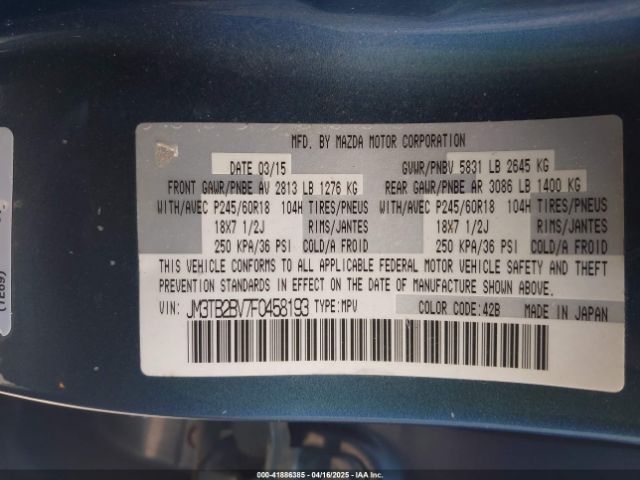 MFD. BY MAZDA MOTOR CORPORATION
DATE 03/15 GVWR/PNBV 5831 LB 2645 KG
FRONT GAWR/PNBE AV 2813 LB 1276 KG REAR GAWR/PNBE AR 3086 LB 1400 KG
WITH/AVEC P245/60R18 104H TIRES/PNEUS WITH/AVEC P245/60R18 104H TIRES/PNEUS
18X7 1/2J RIMS/JANTES 18X7 1/2J RIMS/JANTES
250 KPA/36 PSI COLD/A FROID 250 KPA/36 PSI COLD/A FROID
THIS VEHICLE CONFORMS TO ALL APPLICABLE FEDERAL MOTOR VEHICLE SAFETY AND THEFT
PREVENTION STANDARDS IN EFFECT ON THE DATE OF MANUFACTURE SHOWN ABOVE.
VIN: JM3TB2BV7F0458193 TYPE:MPV COLOR CODE:42B MADE IN JAPAN
(TE69)
000-41886385 - 04/16/2025 - IAAI.COM